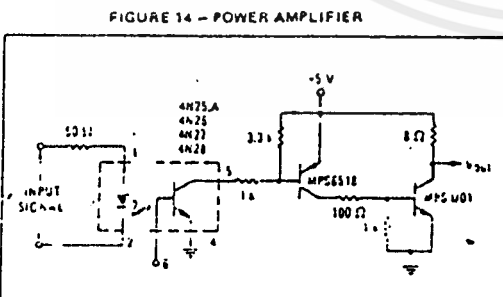 FIGURE 14 – POWER AMPLIFIER
+5 V
4N25,A
4N26
4N27
4N28
50 Ω
3.3 k
8 Ω
1
5
MPS6518
INPUT
SIGNAL
1 k
100 Ω
1 k
2
4
6